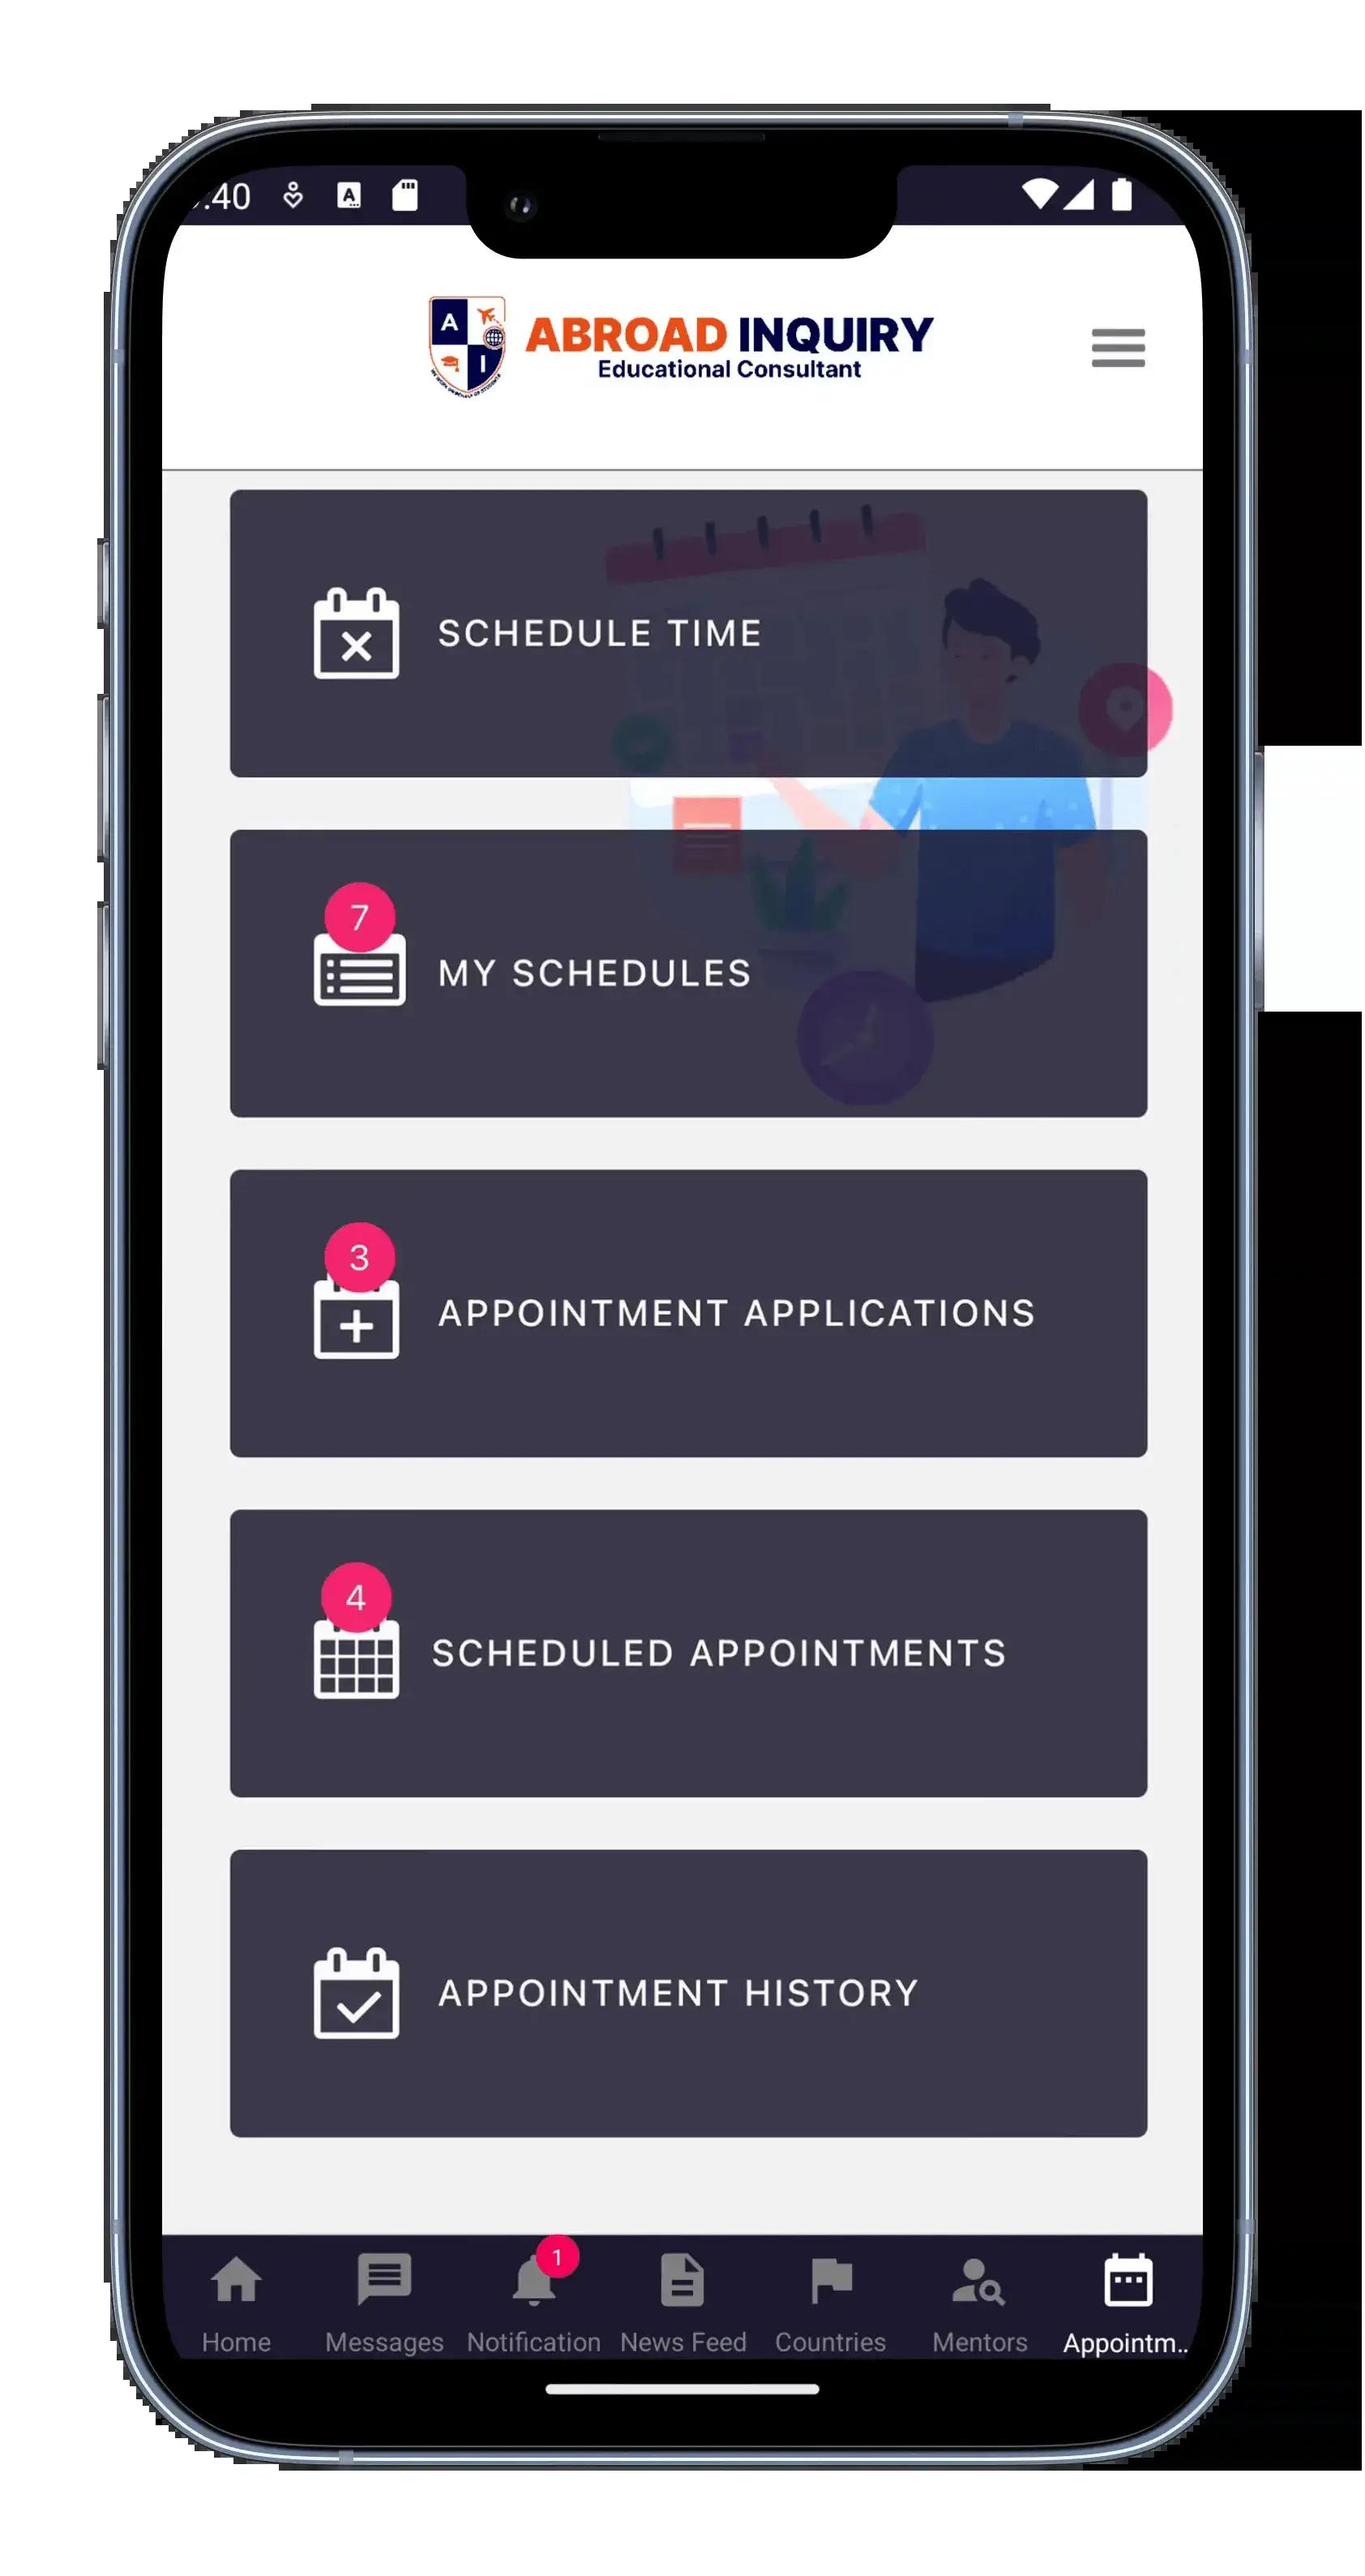 :40
A
A
I
ABROAD INQUIRY
Educational Consultant
SCHEDULE TIME
7
MY SCHEDULES
3
APPOINTMENT APPLICATIONS
4
SCHEDULED APPOINTMENTS
APPOINTMENT HISTORY
1
Home Messages Notification News Feed Countries Mentors Appointm..